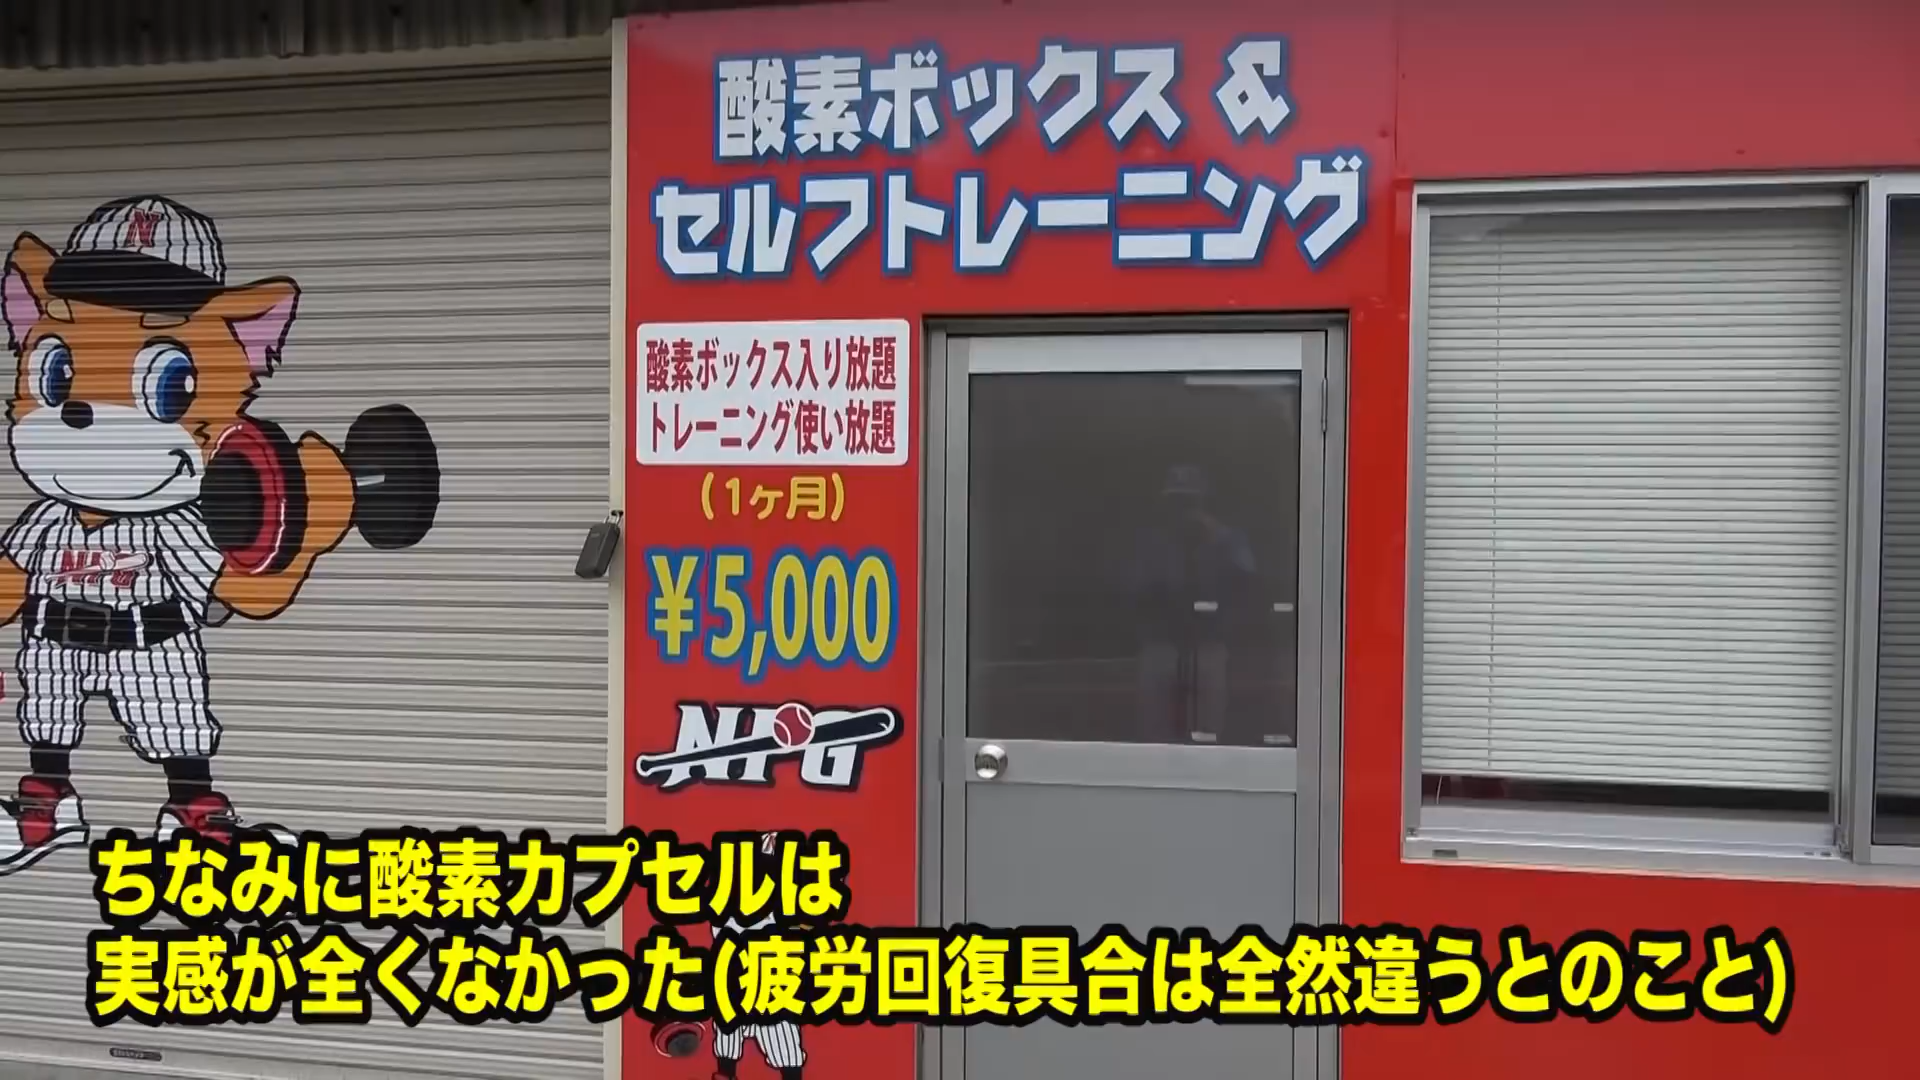 酸素ボックス &
セルフトレーニング
酸素ボックス入り放題
トレーニング使い放題
(1ヶ月)
¥5,000
NPG
N
NPG
ちなみに酸素カプセルは
実感が全くなかった(疲労回復具合は全然違うとのこと)